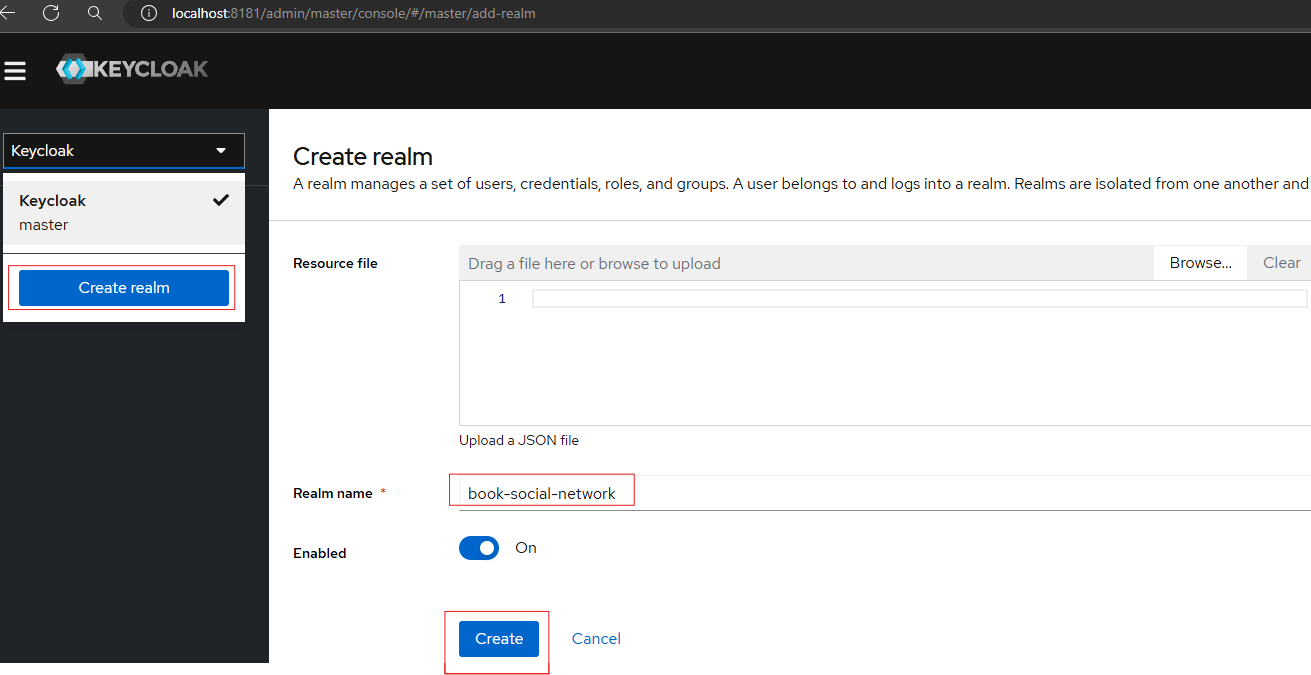 localhost:8181/admin/master/console/#/master/add-realm
KEYCLOAK
Keycloak
Keycloak
master
Create realm
Create realm
A realm manages a set of users, credentials, roles, and groups. A user belongs to and logs into a realm. Realms are isolated from one another and
Resource file
Drag a file here or browse to upload
Browse...
Clear
1
Upload a JSON file
Realm name *
book-social-network
Enabled
On
Create
Cancel